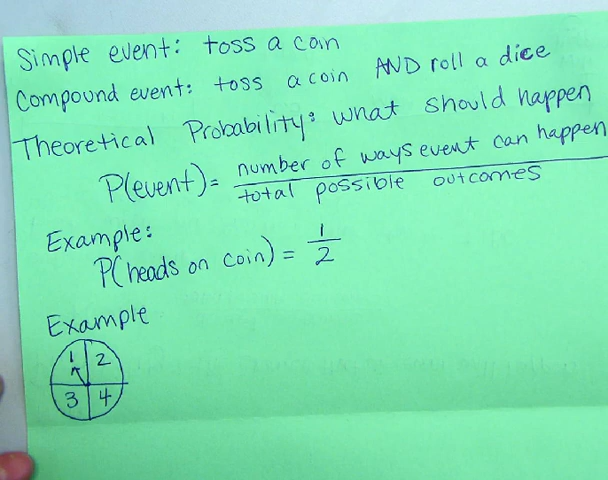 Simple event: toss a coin
Compound event: toss a coin AND roll a dice
Theoretical Probability: what should happen
P(event) = number of ways event can happen
total possible outcomes
Example:
P(heads on coin) = 1
2
Example
1 2
3 4